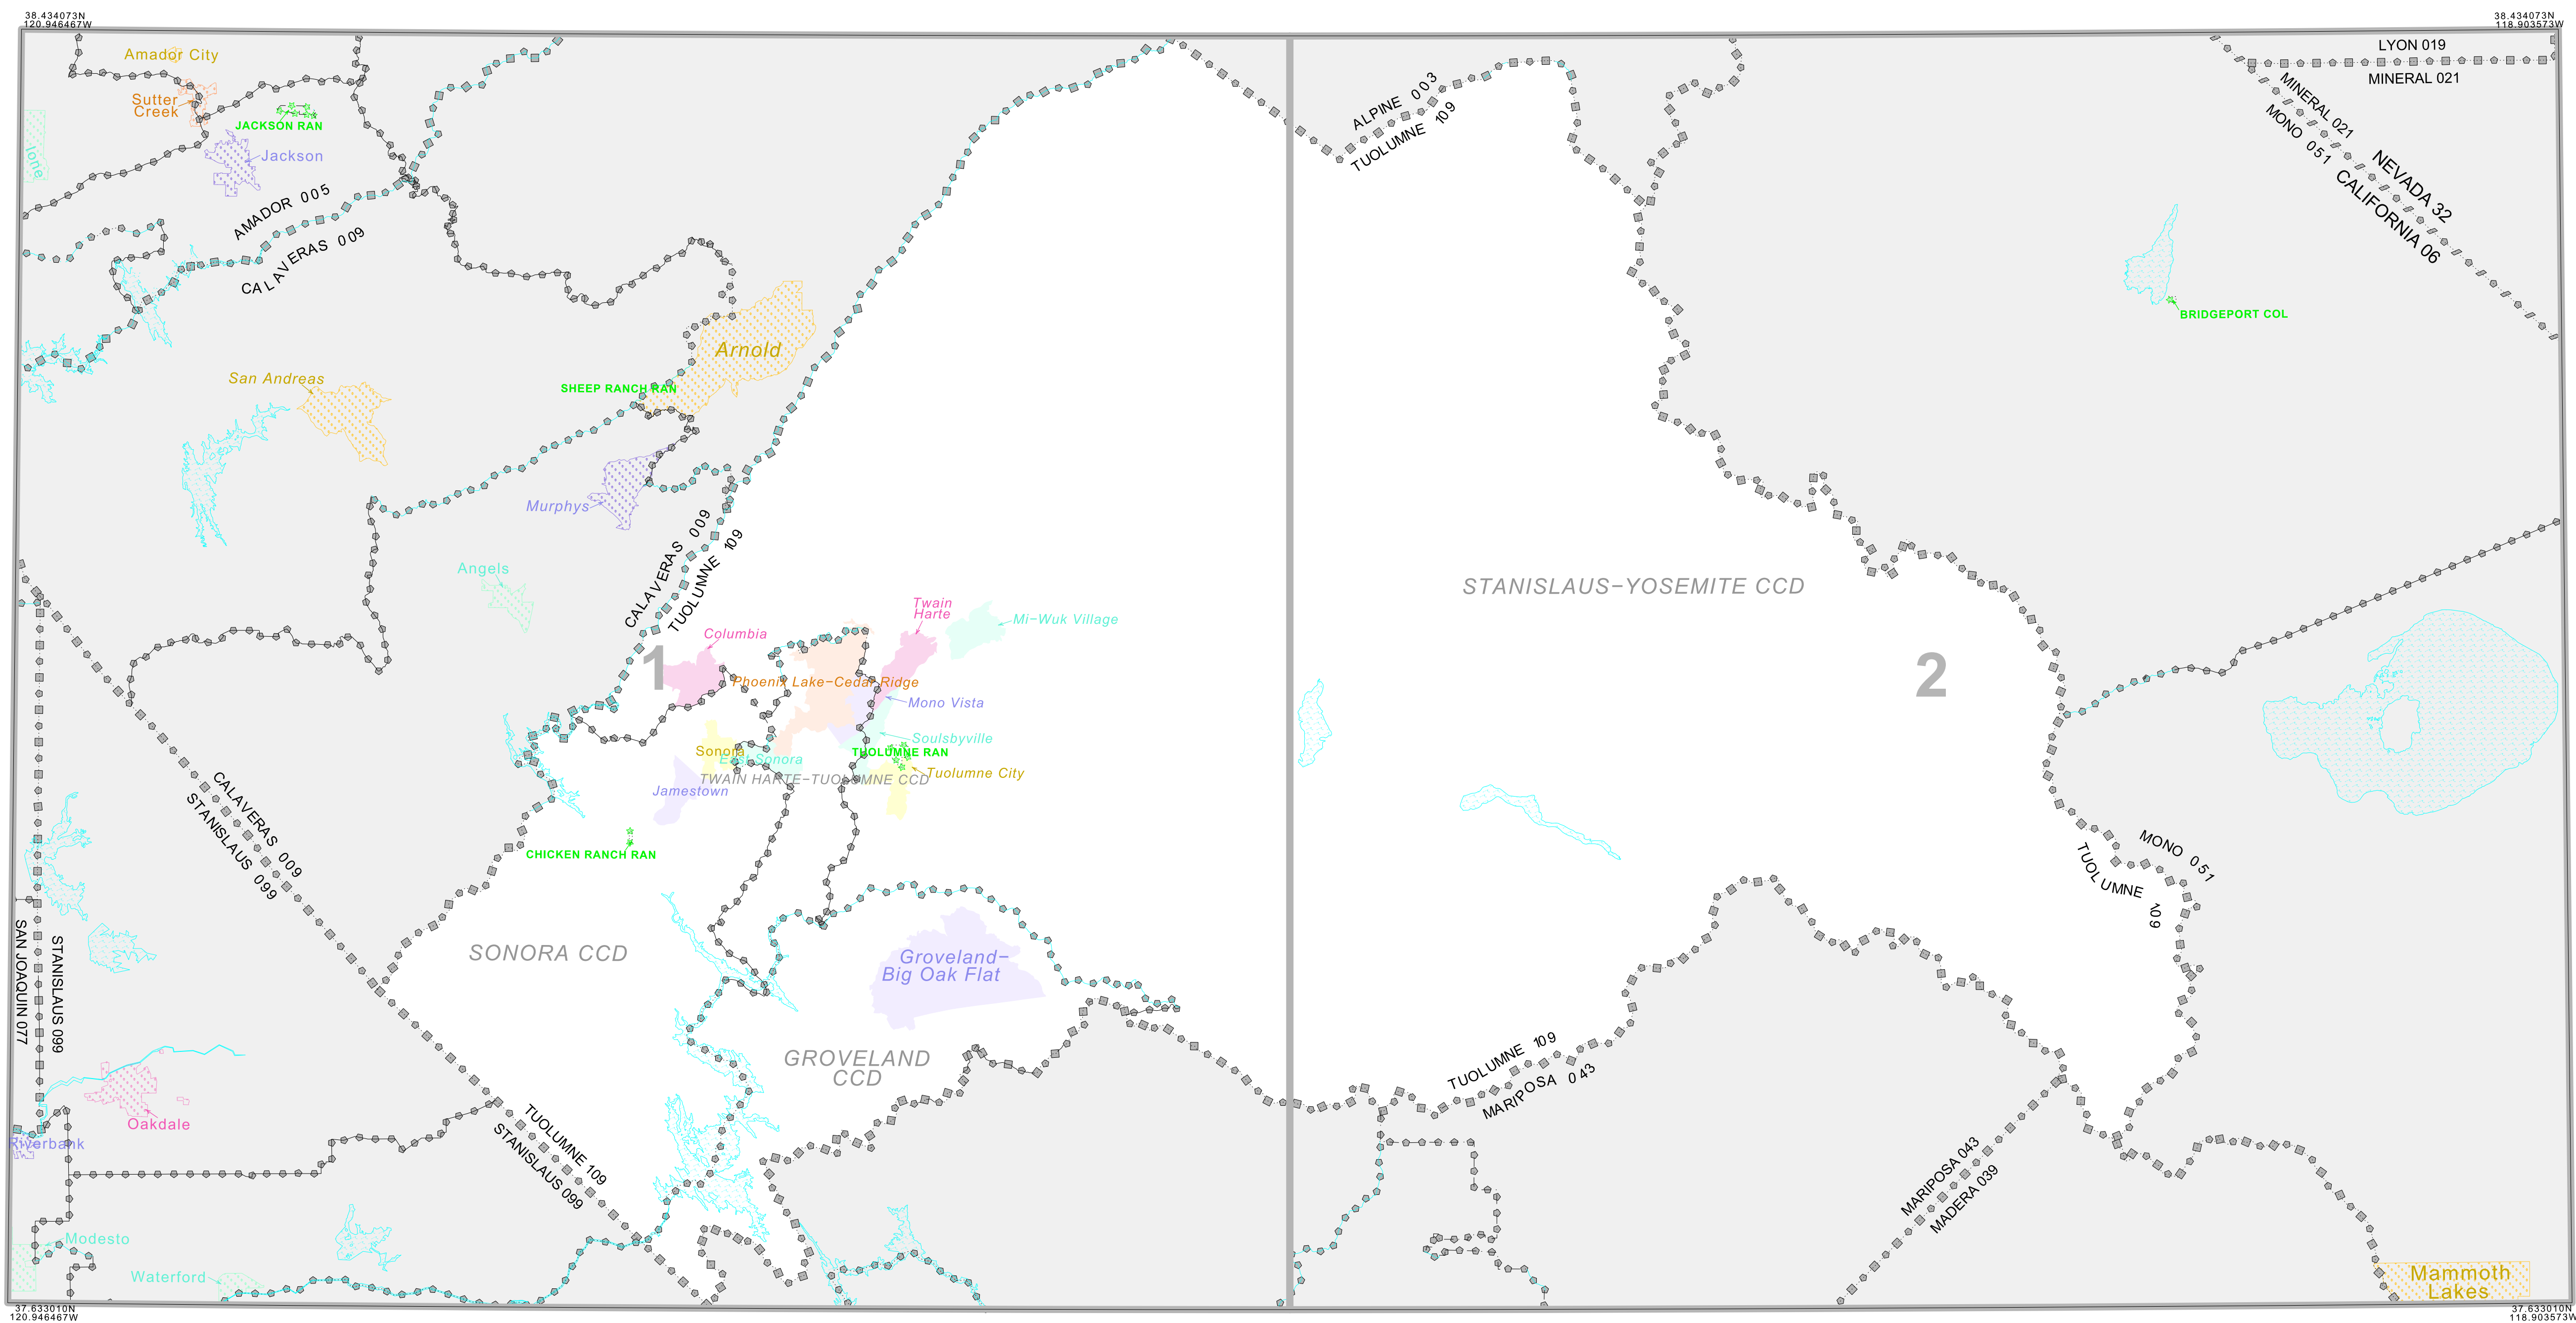 38.434073N
120.946467W
38.434073N
118.903573W
LYON 019
MINERAL 021
Amador City
Sutter
Creek
JACKSON RAN
Jackson
Ione
AMADOR 005
CALAVERAS 009
ALPINE 003
TUOLUMNE 109
MINERAL 021
MONO 051
NEVADA 32
CALIFORNIA 06
BRIDGEPORT COL
Arnold
San Andreas
SHEEP RANCH RAN
Murphys
Angels
CALAVERAS 009
TUOLUMNE 109
STANISLAUS-YOSEMITE CCD
Twain
Harte
Mi-Wuk Village
Columbia
1
2
Phoenix Lake-Cedar Ridge
Mono Vista
Soulsbyville
Sonora
East Sonora
TUOLUMNE RAN
Tuolumne City
TWAIN HARTE-TUOLUMNE CCD
Jamestown
CHICKEN RANCH RAN
CALAVERAS 009
STANISLAUS 099
MONO 051
TUOLUMNE 109
SAN JOAQUIN 077
STANISLAUS 099
SONORA CCD
Groveland-
Big Oak Flat
GROVELAND
CCD
TUOLUMNE 109
MARIPOSA 043
Oakdale
Riverbank
TUOLUMNE 109
STANISLAUS 099
MARIPOSA 043
MADERA 039
Modesto
Waterford
Mammoth
Lakes
37.633010N
120.946467W
37.633010N
118.903573W